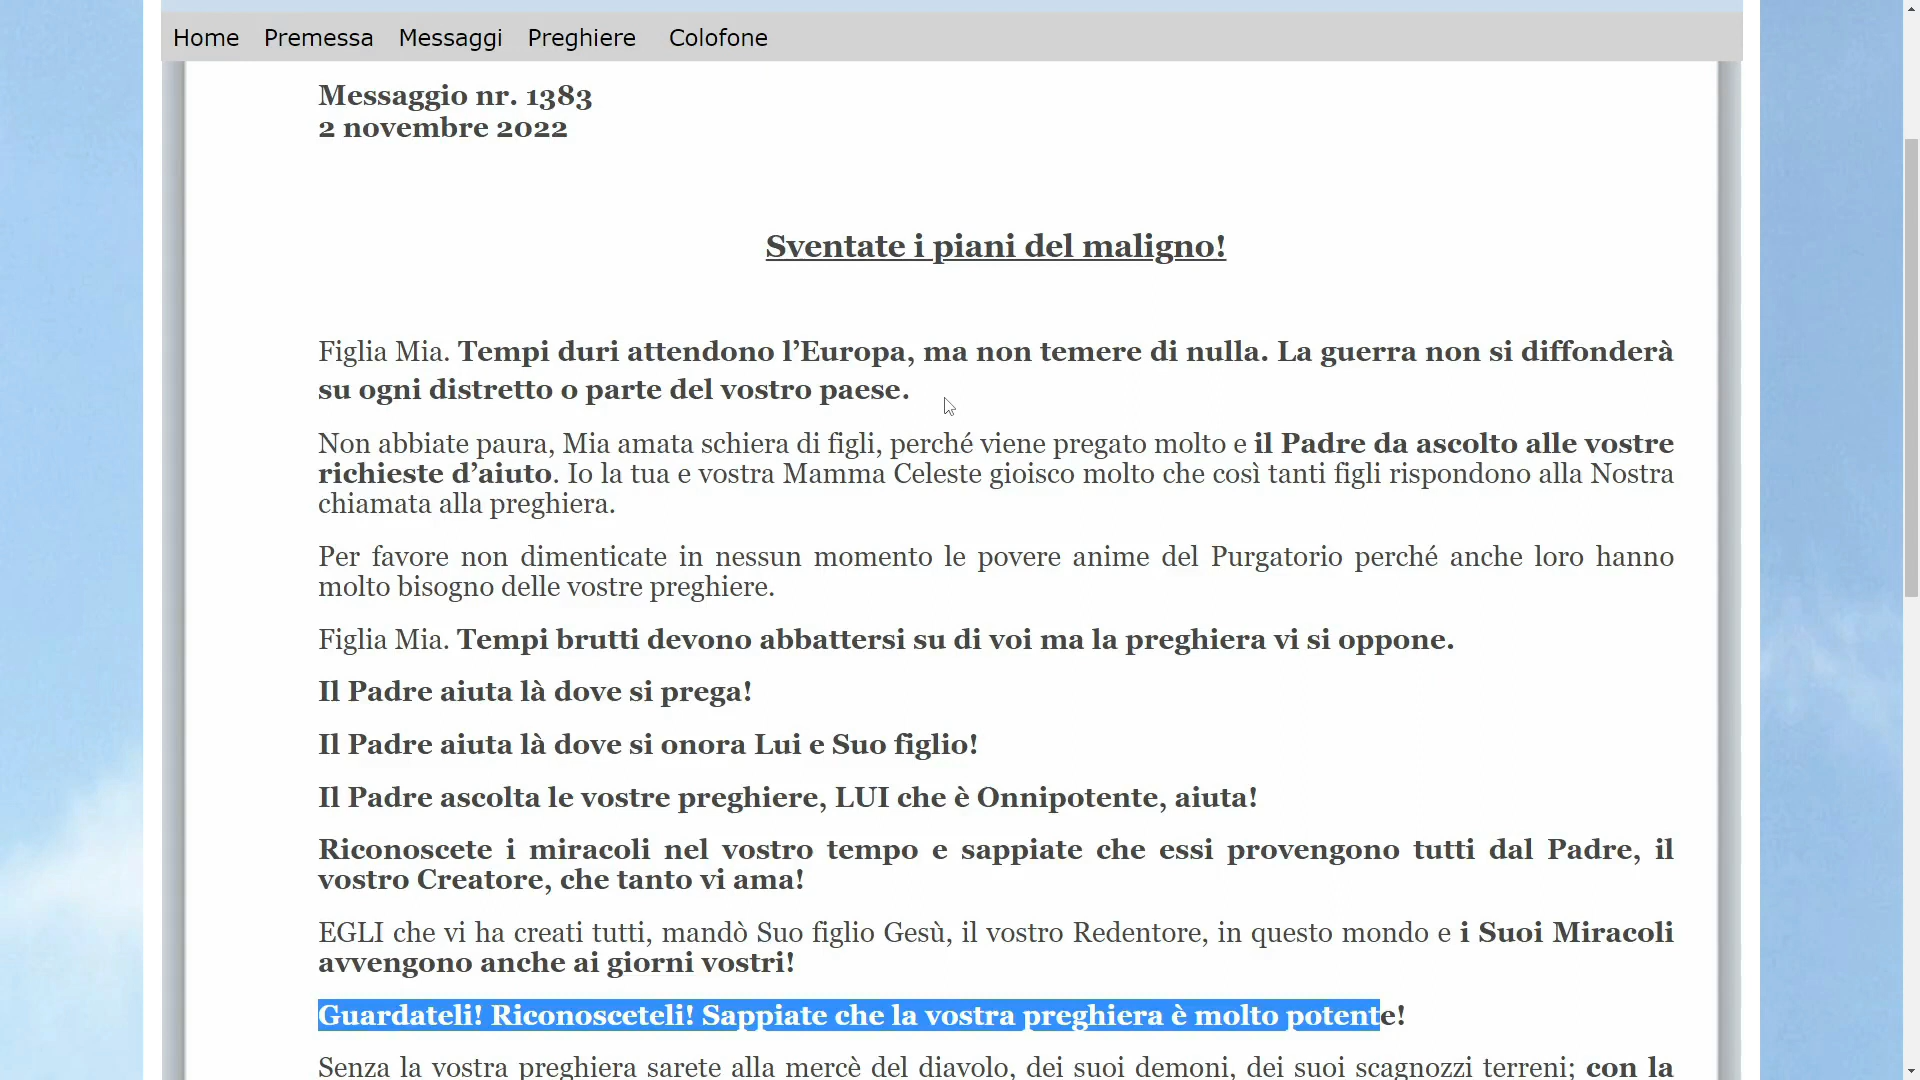 Home Premessa Messaggi Preghiere Colofone
Messaggio nr. 1383
2 novembre 2022
Sventate i piani del maligno!
Figlia Mia. Tempi duri attendono l’Europa, ma non temere di nulla. La guerra non si diffonderà
su ogni distretto o parte del vostro paese.
Non abbiate paura, Mia amata schiera di figli, perché viene pregato molto e il Padre da ascolto alle vostre
richieste d’aiuto. Io la tua e vostra Mamma Celeste gioisco molto che così tanti figli rispondono alla Nostra
chiamata alla preghiera.
Per favore non dimenticate in nessun momento le povere anime del Purgatorio perché anche loro hanno
molto bisogno delle vostre preghiere.
Figlia Mia. Tempi brutti devono abbattersi su di voi ma la preghiera vi si oppone.
Il Padre aiuta là dove si prega!
Il Padre aiuta là dove si onora Lui e Suo figlio!
Il Padre ascolta le vostre preghiere, LUI che è Onnipotente, aiuta!
Riconoscete i miracoli nel vostro tempo e sappiate che essi provengono tutti dal Padre, il
vostro Creatore, che tanto vi ama!
EGLI che vi ha creati tutti, mandò Suo figlio Gesù, il vostro Redentore, in questo mondo e i Suoi Miracoli
avvengono anche ai giorni vostri!
Guardateli! Riconosceteli! Sappiate che la vostra preghiera è molto potente!
Senza la vostra preghiera sarete alla mercè del diavolo, dei suoi demoni, dei suoi scagnozzi terreni; con la